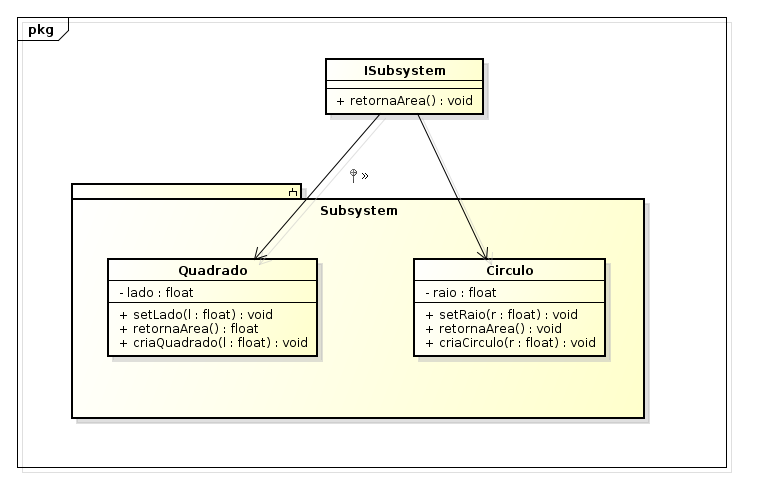 pkg
ISubsystem
+ retornaArea() : void
»
Subsystem
Quadrado
- lado : float
+ setLado(l : float) : void
+ retornaArea() : float
+ criaQuadrado(l : float) : void
Circulo
- raio : float
+ setRaio(r : float) : void
+ retornaArea() : void
+ criaCirculo(r : float) : void